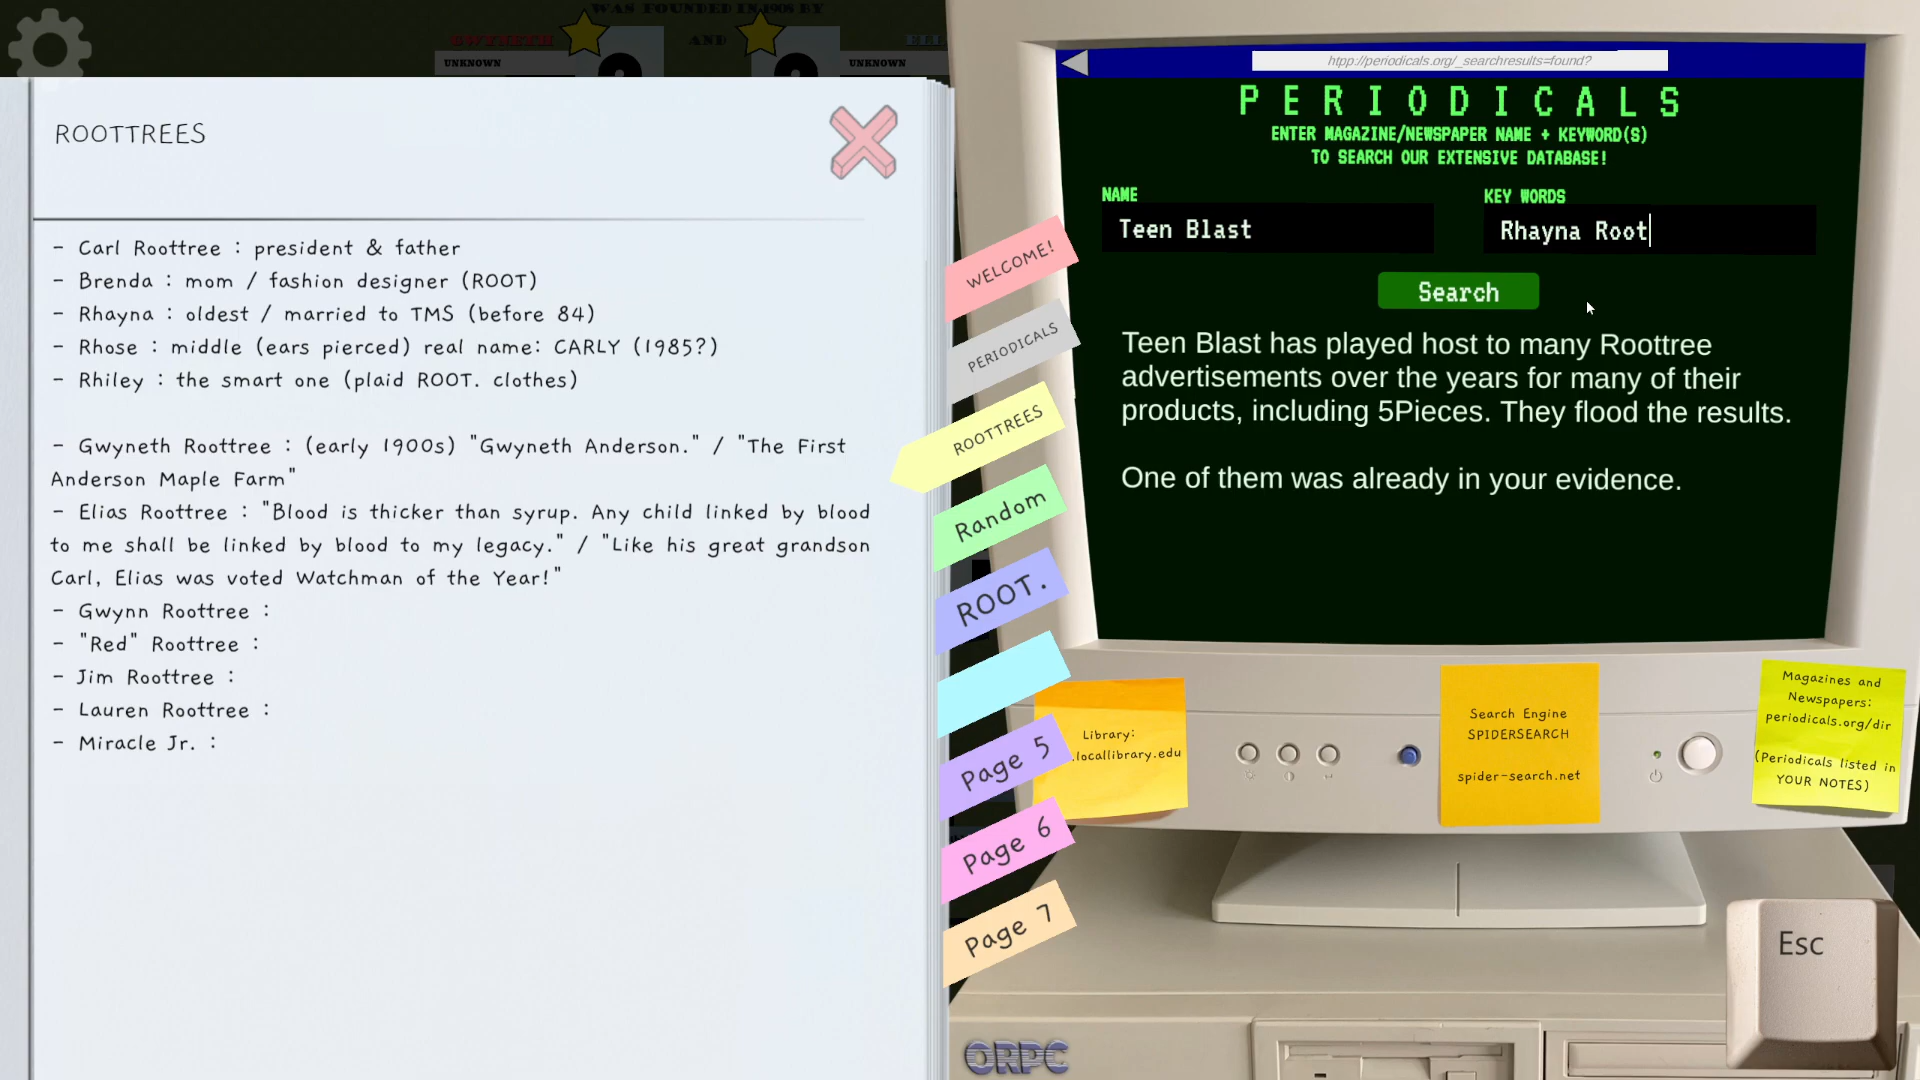 WAS FOUNDED IN 1908 BY
GWYNETH
AND
UNKNOWN
UNKNOWN
ROOTTREES
- Carl Roottree : president & father
- Brenda : mom / fashion designer (ROOT)
- Rhayna : oldest / married to TMS (before 84)
- Rhose : middle (ears pierced) real name: CARLY (1985?)
- Rhiley : the smart one (plaid ROOT. clothes)
- Gwyneth Roottree : (early 1900s) "Gwyneth Anderson." / "The First
Anderson Maple Farm"
- Elias Roottree : "Blood is thicker than syrup. Any child linked by blood
to me shall be linked by blood to my legacy." / "Like his great grandson
Carl, Elias was voted Watchman of the Year!"
- Gwynn Roottree :
- "Red" Roottree :
- Jim Roottree :
- Lauren Roottree :
- Miracle Jr. :
WELCOME!
PERIODICALS
ROOTTREES
Random
ROOT.
Page 5
Page 6
Page 7
htpp://periodicals.org/_searchresults=found?
PERIODICALS
ENTER MAGAZINE/NEWSPAPER NAME + KEYWORD(S)
TO SEARCH OUR EXTENSIVE DATABASE!
NAME
KEY WORDS
Teen Blast
Rhayna Root
Search
Teen Blast has played host to many Roottree
advertisements over the years for many of their
products, including 5Pieces. They flood the results.
One of them was already in your evidence.
Library:
.locallibrary.edu
Search Engine
SPIDERSEARCH
spider-search.net
Magazines and
Newspapers:
periodicals.org/dir
(Periodicals listed in
YOUR NOTES)
Esc
ORPC